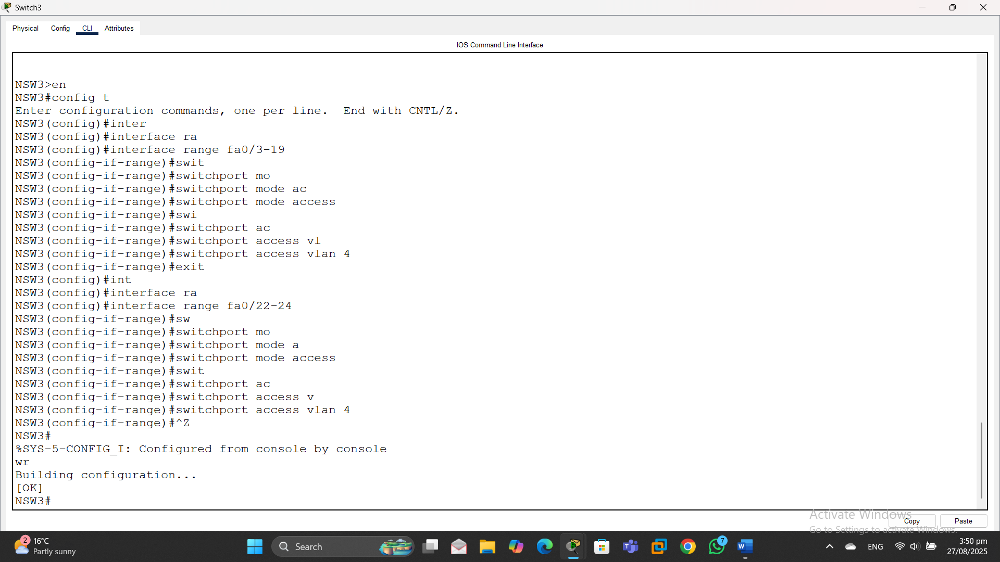 Switch3
Physical Config CLI Attributes
IOS Command Line Interface
NSW3>en
NSW3#config t
Enter configuration commands, one per line.  End with CNTL/Z.
NSW3(config)#inter
NSW3(config)#interface ra
NSW3(config)#interface range fa0/3-19
NSW3(config-if-range)#swit
NSW3(config-if-range)#switchport mo
NSW3(config-if-range)#switchport mode ac
NSW3(config-if-range)#switchport mode access
NSW3(config-if-range)#swi
NSW3(config-if-range)#switchport ac
NSW3(config-if-range)#switchport access vl
NSW3(config-if-range)#switchport access vlan 4
NSW3(config-if-range)#exit
NSW3(config)#int
NSW3(config)#interface ra
NSW3(config)#interface range fa0/22-24
NSW3(config-if-range)#sw
NSW3(config-if-range)#switchport mo
NSW3(config-if-range)#switchport mode a
NSW3(config-if-range)#switchport mode access
NSW3(config-if-range)#swit
NSW3(config-if-range)#switchport ac
NSW3(config-if-range)#switchport access v
NSW3(config-if-range)#switchport access vlan 4
NSW3(config-if-range)#^Z
NSW3#
%SYS-5-CONFIG_I: Configured from console by console
wr
Building configuration...
[OK]
NSW3#
Activate Windows
Go to Settings to activate Windows.
Copy Paste
2
16°C
Partly sunny
Search
7
W
ENG
3:50 pm
27/08/2025